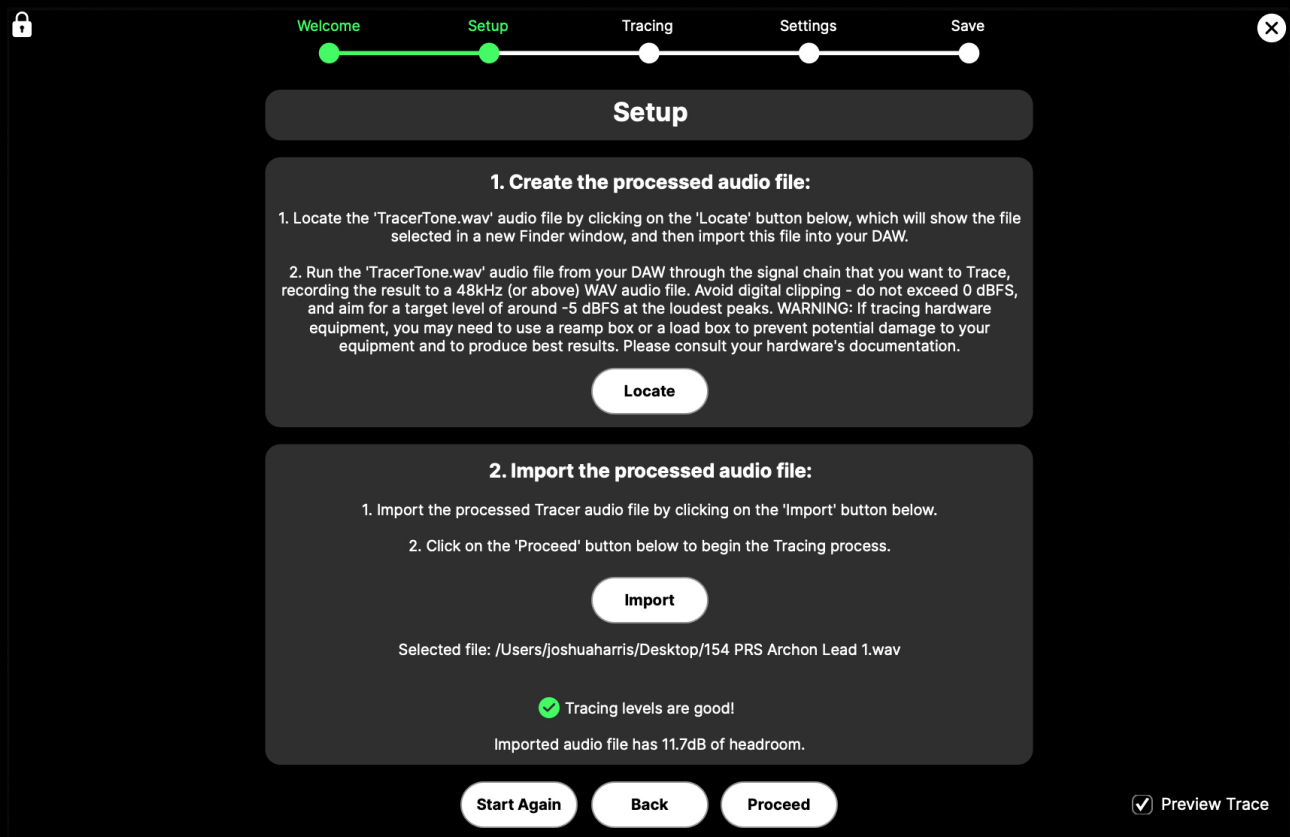 Welcome
Setup
Tracing
Settings
Save
Setup
1. Create the processed audio file:
1. Locate the 'TracerTone.wav' audio file by clicking on the 'Locate' button below, which will show the file
selected in a new Finder window, and then import this file into your DAW.
2. Run the 'TracerTone.wav' audio file from your DAW through the signal chain that you want to Trace,
recording the result to a 48kHz (or above) WAV audio file. Avoid digital clipping - do not exceed 0 dBFS,
and aim for a target level of around -5 dBFS at the loudest peaks. WARNING: If tracing hardware
equipment, you may need to use a reamp box or a load box to prevent potential damage to your
equipment and to produce best results. Please consult your hardware's documentation.
Locate
2. Import the processed audio file:
1. Import the processed Tracer audio file by clicking on the 'Import' button below.
2. Click on the 'Proceed' button below to begin the Tracing process.
Import
Selected file: /Users/joshuaharris/Desktop/154 PRS Archon Lead 1.wav
Tracing levels are good!
Imported audio file has 11.7dB of headroom.
Start Again
Back
Proceed
Preview Trace